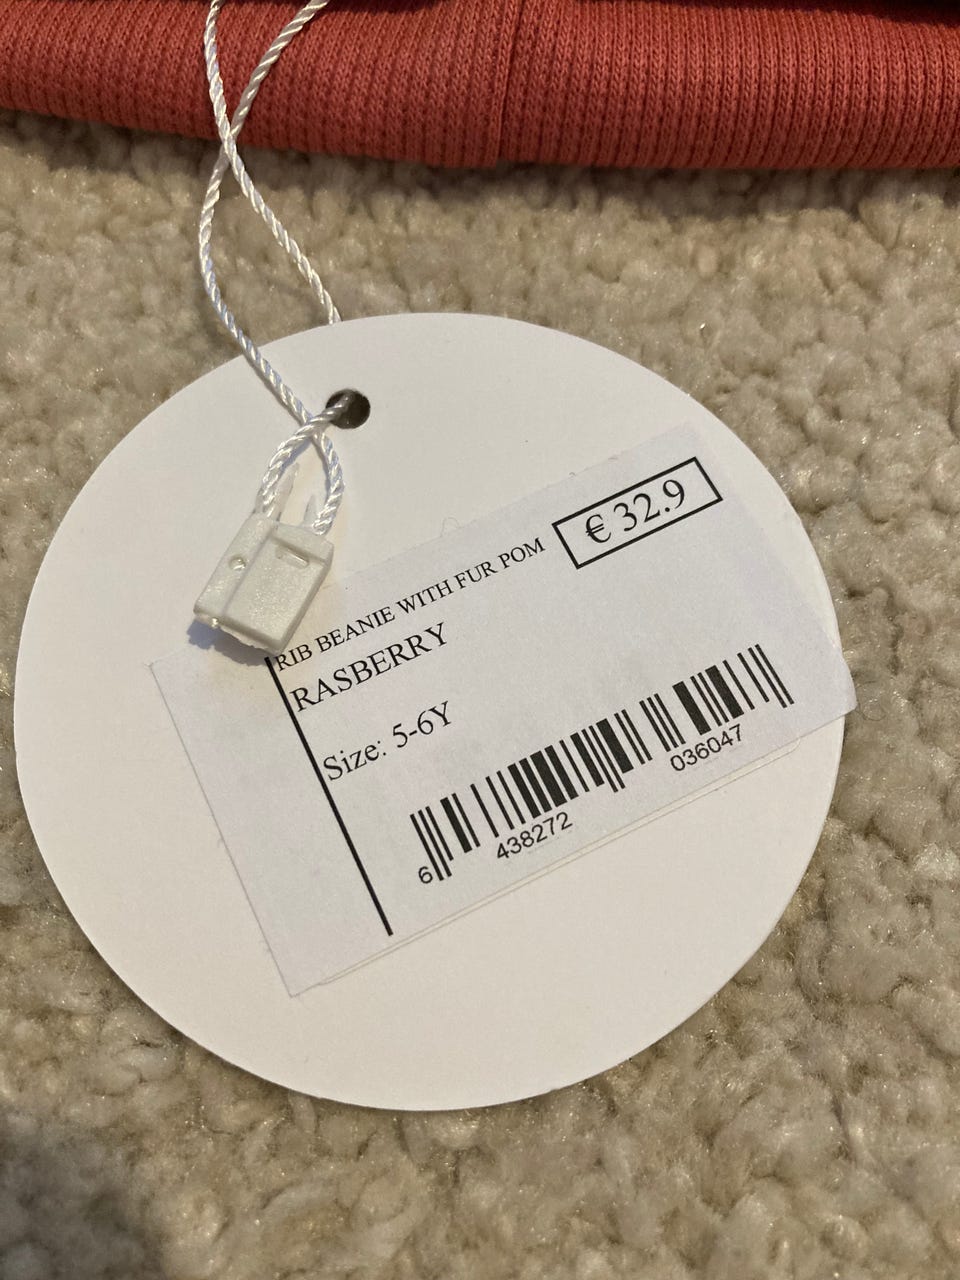 RIB BEANIE WITH FUR POM € 32.9
RASBERRY
Size: 5-6Y
6 438272 036047